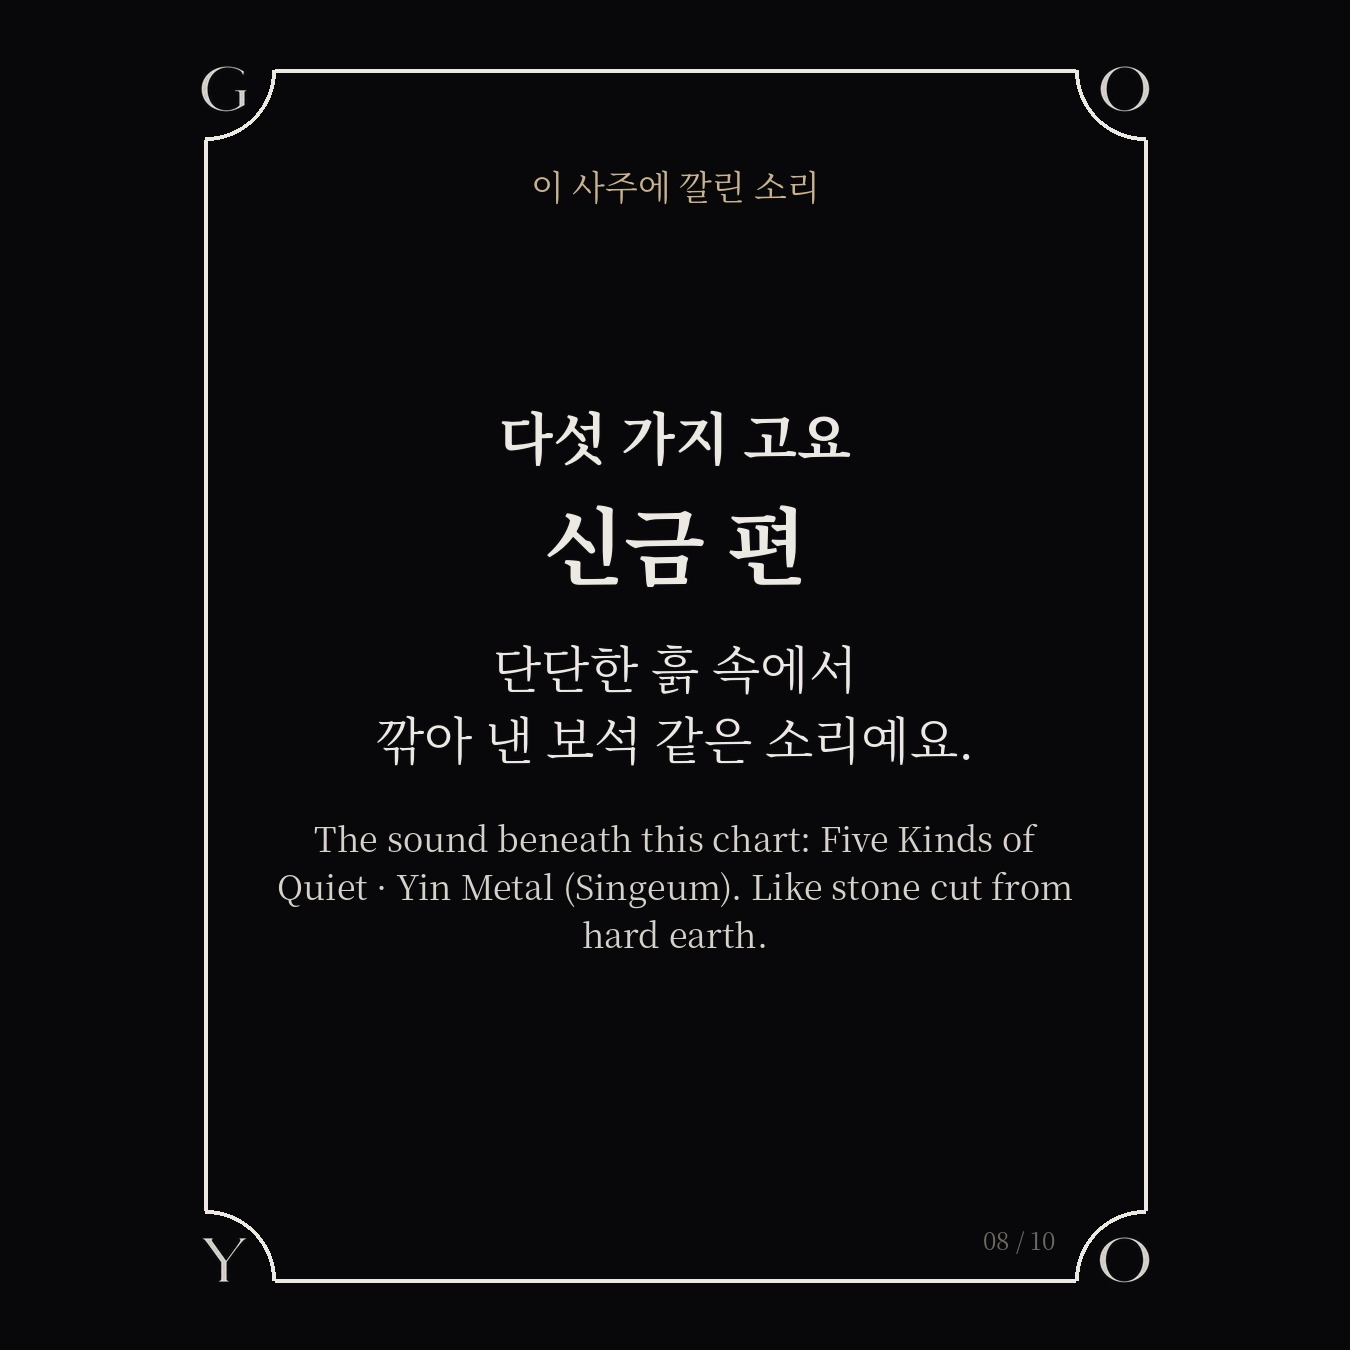 G O
이 사주에 깔린 소리
다섯 가지 고요
신금 편
단단한 흙 속에서
깎아 낸 보석 같은 소리예요.
The sound beneath this chart: Five Kinds of
Quiet · Yin Metal (Singeum). Like stone cut from
hard earth.
08 / 10
Y O